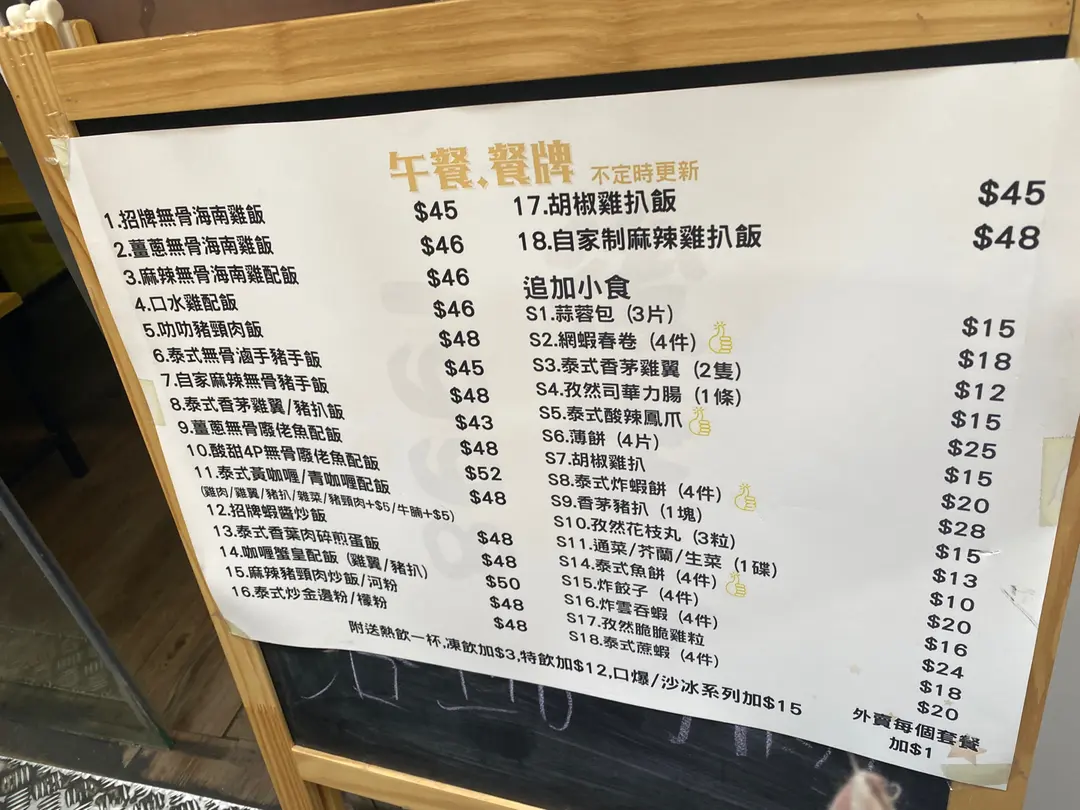 午餐.餐牌 不定時更新
1.招牌無骨海南雞飯 $45
2.薑蔥無骨海南雞飯 $46
3.麻辣無骨海南雞配飯 $46
4.口水雞配飯 $46
5.叻叻豬頸肉飯 $48
6.泰式無骨滷手豬手飯 $45
7.自家麻辣無骨豬手飯 $48
8.泰式香茅雞翼/豬扒飯 $43
9.薑蔥無骨廢佬魚配飯 $48
10.酸甜4P無骨廢佬魚配飯 $52
11.泰式黃咖喱/青咖喱配飯 $48
(雞肉/雞翼/豬扒/雜菜/豬頸肉+$5/牛腩+$5)
12.招牌蝦醬炒飯 $48
13.泰式香葉肉碎煎蛋飯 $48
14.咖喱蟹皇配飯（雞翼/豬扒） $50
15.麻辣豬頸肉炒飯/河粉 $48
16.泰式炒金邊粉/檬粉 $48
17.胡椒雞扒飯 $45
18.自家制麻辣雞扒飯 $48
追加小食
S1.蒜蓉包（3片） $15
S2.網蝦春卷（4件） $18
S3.泰式香茅雞翼（2隻） $12
S4.孜然司華力腸（1條） $15
S5.泰式酸辣鳳爪 $25
S6.薄餅（4片） $15
S7.胡椒雞扒 $20
S8.泰式炸蝦餅（4件） $28
S9.香茅豬扒（1塊） $15
S10.孜然花枝丸（3粒） $13
S11.通菜/芥蘭/生菜（1碟） $10
S14.泰式魚餅（4件） $20
S15.炸餃子（4件） $16
S16.炸雲吞蝦（4件） $24
S17.孜然脆脆雞粒 $18
S18.泰式蔗蝦（4件） $20
附送熱飲一杯,凍飲加$3,特飲加$12,口爆/沙冰系列加$15
外賣每個套餐
加$1